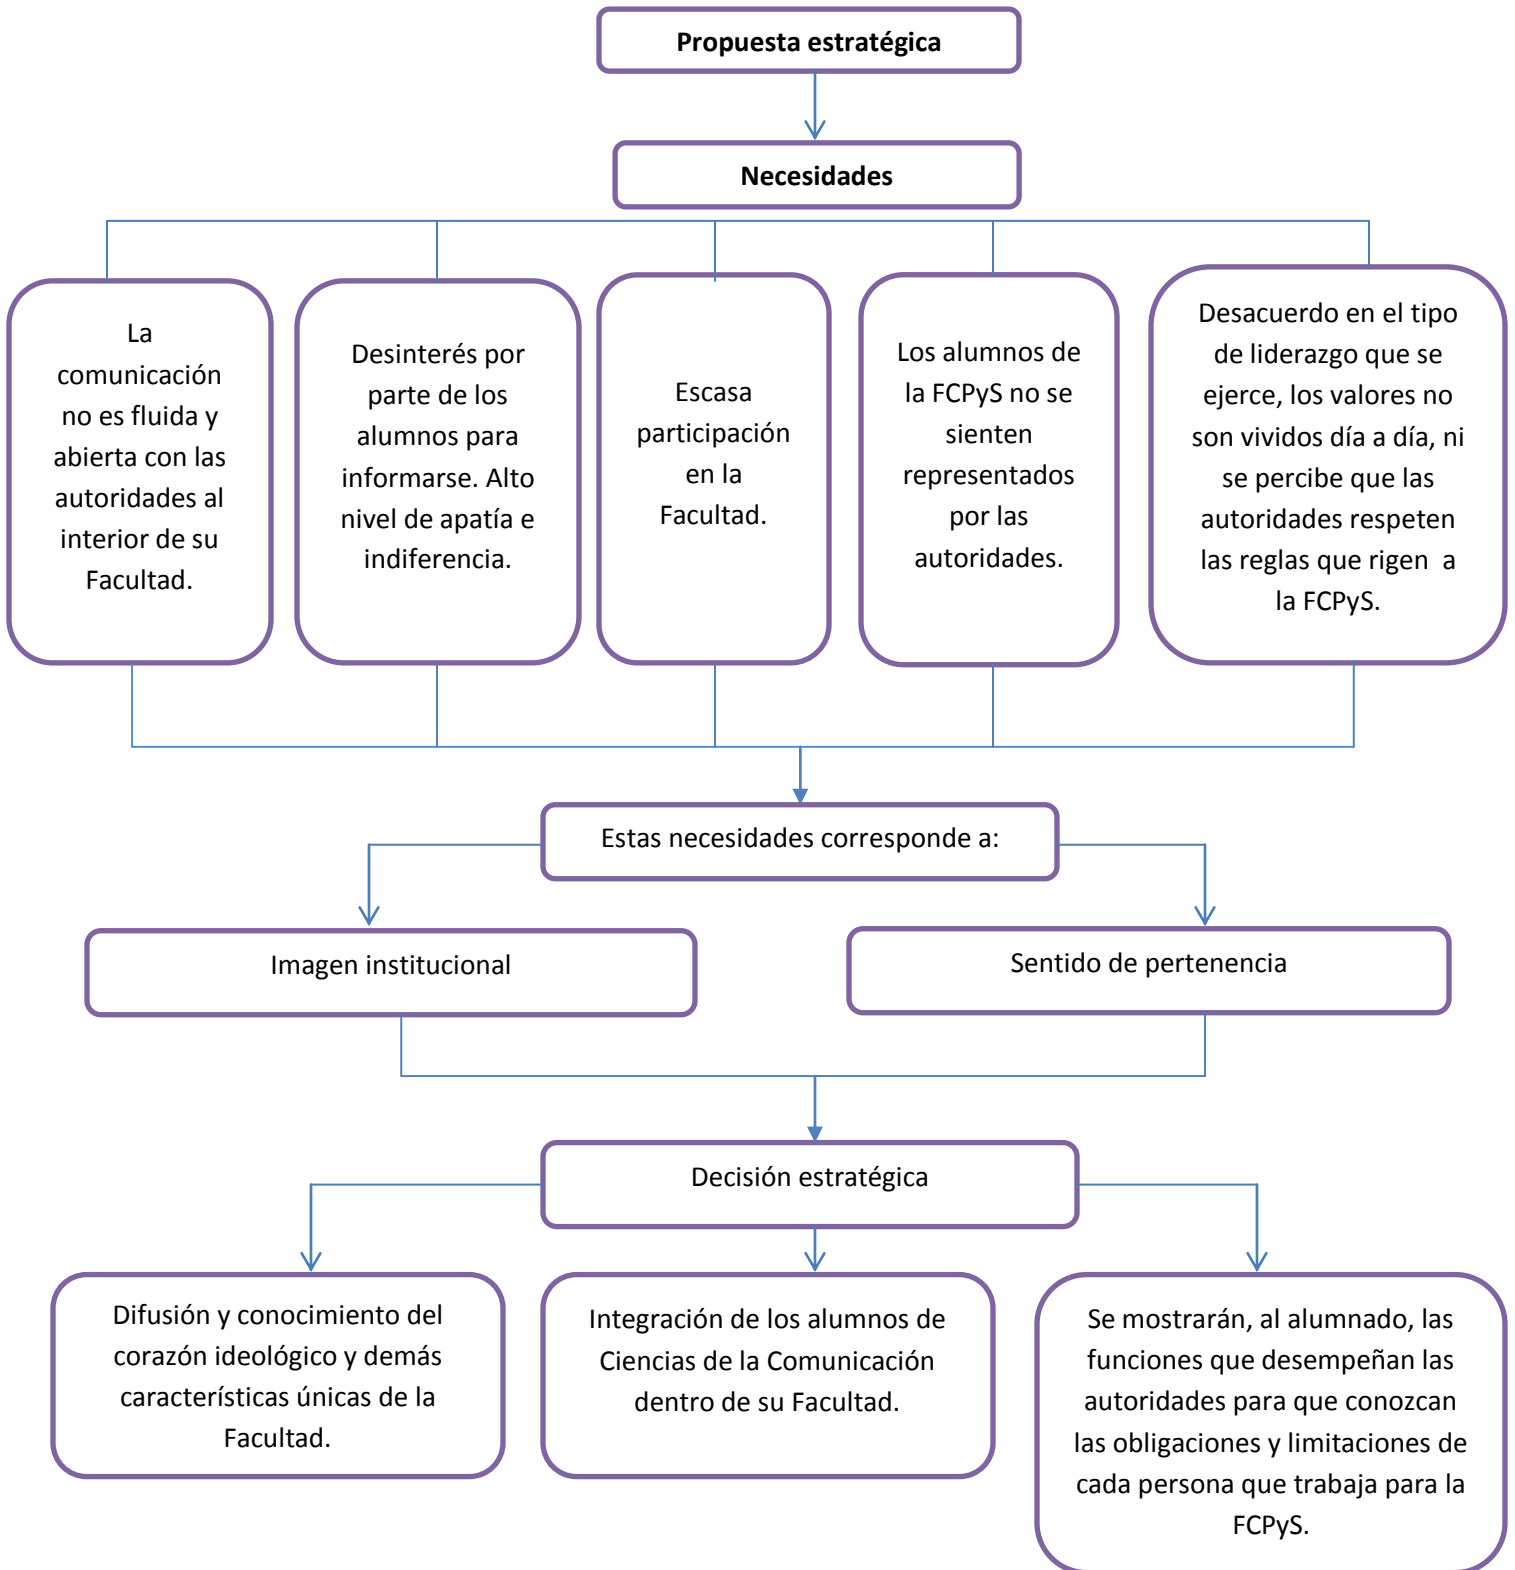 Propuesta estratégica
Necesidades
La
comunicación
no es fluida y
abierta con las
autoridades al
interior de su
Facultad.
Desinterés por
parte de los
alumnos para
informarse. Alto
nivel de apatía e
indiferencia.
Escasa
participación
en la
Facultad.
Los alumnos de
la FCPyS no se
sienten
representados
por las
autoridades.
Desacuerdo en el tipo
de liderazgo que se
ejerce, los valores no
son vividos día a día, ni
se percibe que las
autoridades respeten
las reglas que rigen  a
la FCPyS.
Estas necesidades corresponde a:
Imagen institucional
Sentido de pertenencia
Decisión estratégica
Difusión y conocimiento del
corazón ideológico y demás
características únicas de la
Facultad.
Integración de los alumnos de
Ciencias de la Comunicación
dentro de su Facultad.
Se mostrarán, al alumnado, las
funciones que desempeñan las
autoridades para que conozcan
las obligaciones y limitaciones de
cada persona que trabaja para la
FCPyS.